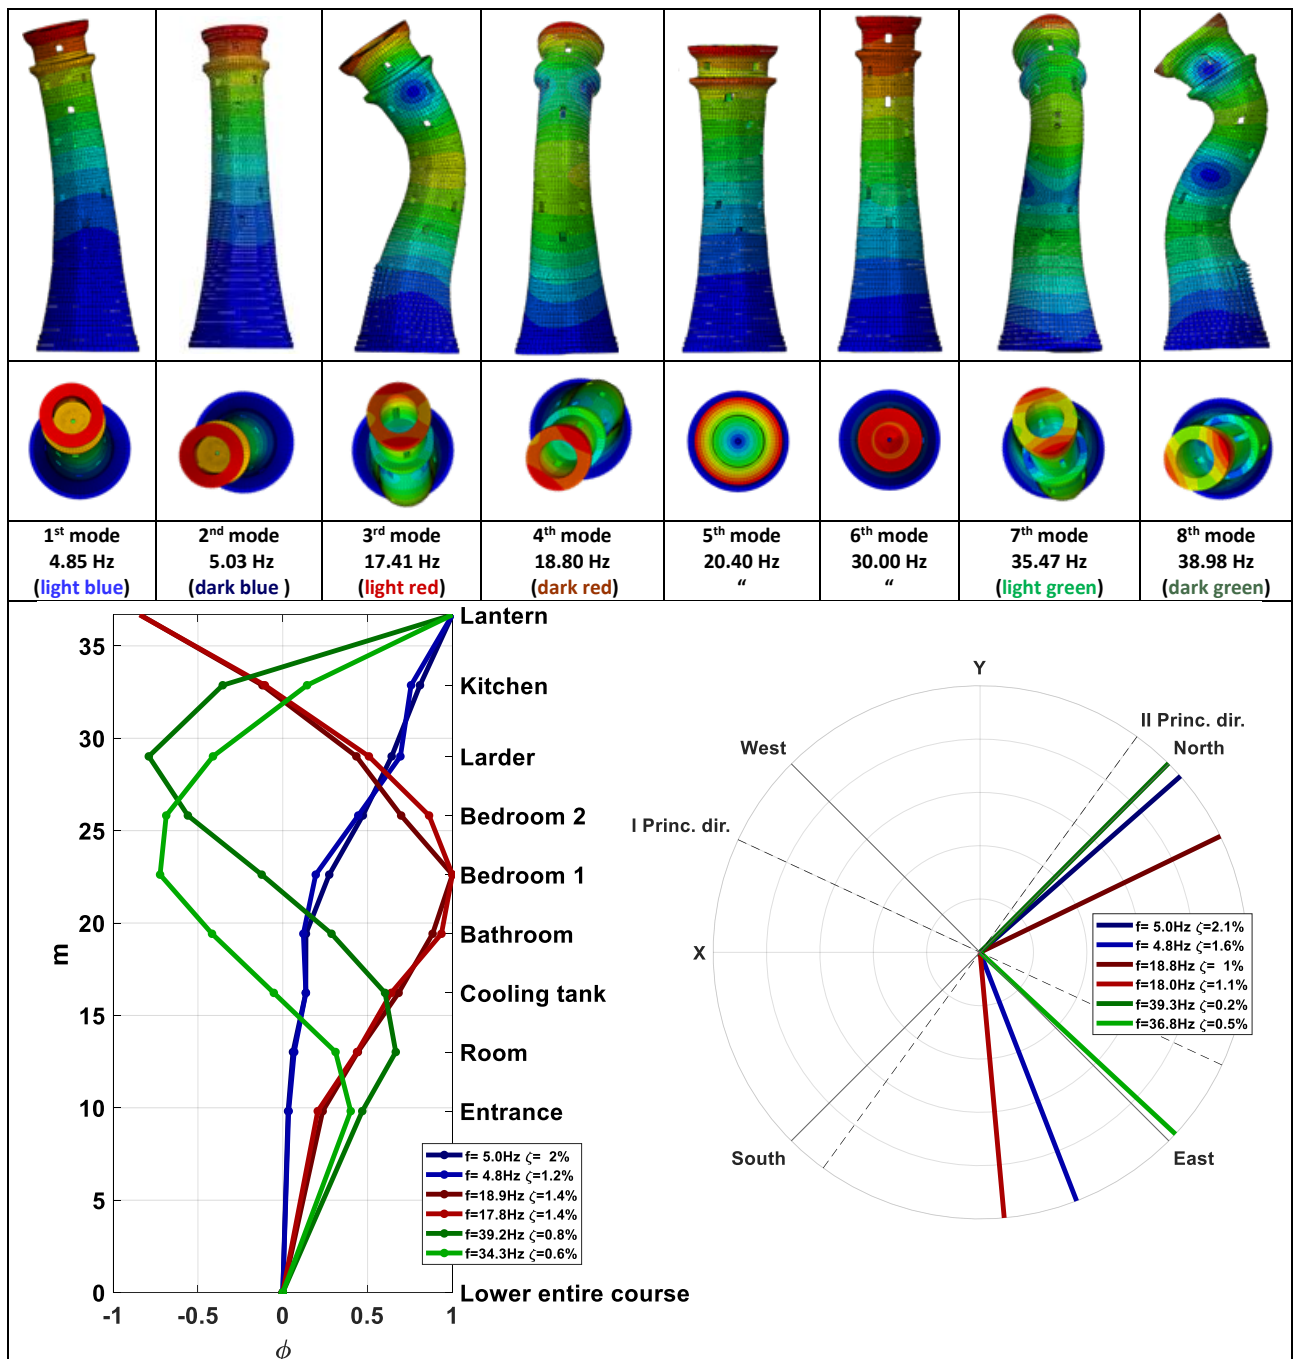 1st mode
4.85 Hz
(light blue)
2nd mode
5.03 Hz
(dark blue )
3rd mode
17.41 Hz
(light red)
4th mode
18.80 Hz
(dark red)
5th mode
20.40 Hz
“
6th mode
30.00 Hz
“
7th mode
35.47 Hz
(light green)
8th mode
38.98 Hz
(dark green)
Lantern
35
Kitchen
30
Larder
Bedroom 2
25
Bedroom 1
20
Bathroom
m
Cooling tank
15
Room
10
Entrance
f= 5.0Hz ζ= 2%
f= 4.8Hz ζ=1.2%
f=18.9Hz ζ=1.4%
f=17.8Hz ζ=1.4%
f=39.2Hz ζ=0.8%
f=34.3Hz ζ=0.6%
5
0
Lower entire course
-1 -0.5 0 0.5 1
ϕ
Y
II Princ. dir.
North
West
I Princ. dir.
X
f= 5.0Hz ζ=2.1%
f= 4.8Hz ζ=1.6%
f=18.8Hz ζ= 1%
f=18.0Hz ζ=1.1%
f=39.3Hz ζ=0.2%
f=36.8Hz ζ=0.5%
South
East